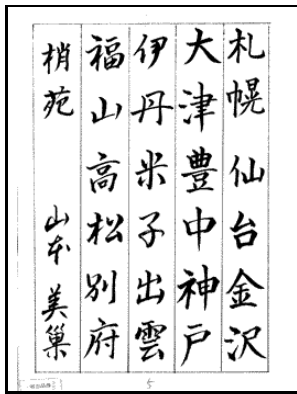 札幌仙台金沢
大津豊中神戸
伊丹米子出雲
福山高松別府
梢苑 山本美巣
5